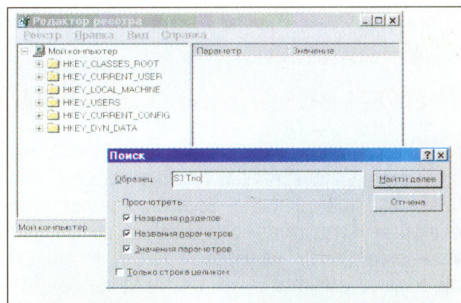 Редактор реестра
Реестр Правка Вид Справка
Мой компьютер
HKEY_CLASSES_ROOT
HKEY_CURRENT_USER
HKEY_LOCAL_MACHINE
HKEY_USERS
HKEY_CURRENT_CONFIG
HKEY_DYN_DATA
Параметр Значение
Мой компьютер
Поиск
Образец: S3 Trio
Найти далее
Отмена
Просмотреть
Названия разделов
Названия параметров
Значения параметров
Только строка целиком